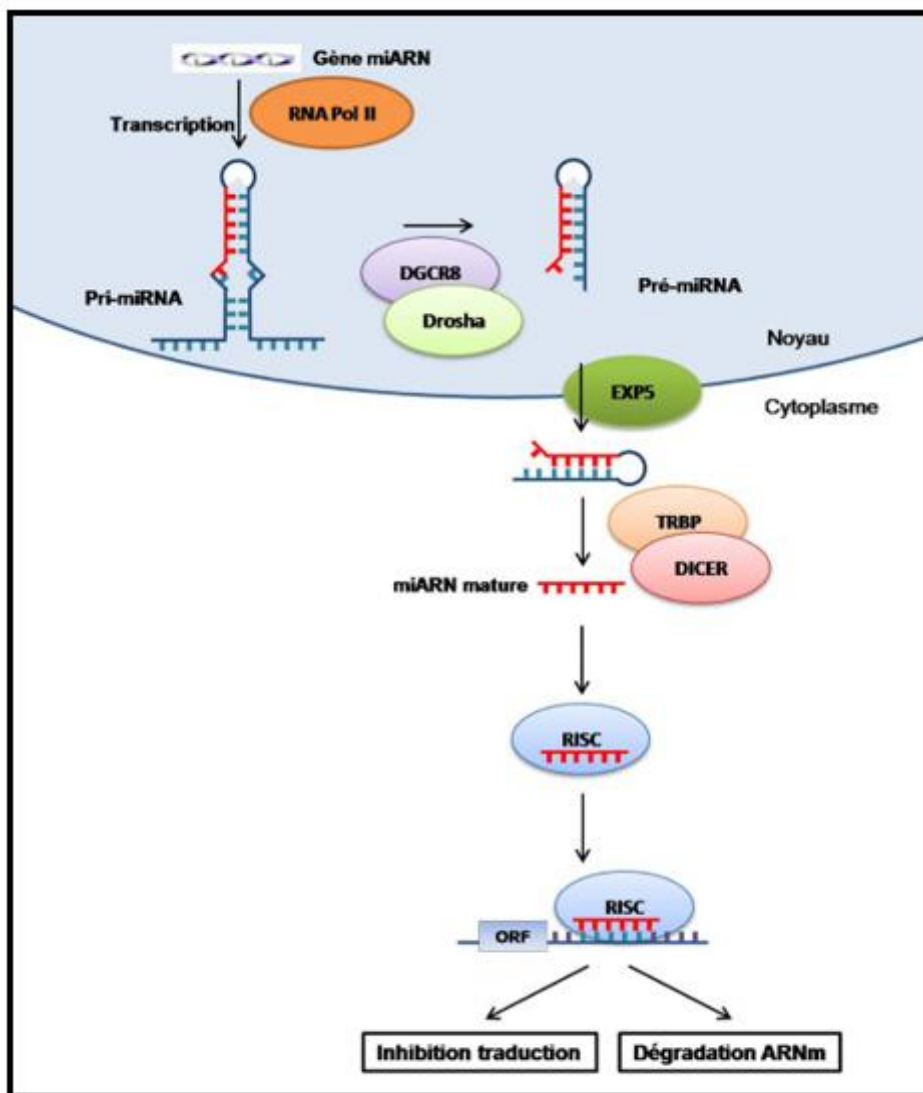 Gène miARN
RNA Pol II
Transcription
DGCR8
Drosha
Pri-miRNA
Pré-miRNA
Noyau
EXP5
Cytoplasme
TRBP
DICER
miARN mature
RISC
RISC
ORF
Inhibition traduction
Dégradation ARNm